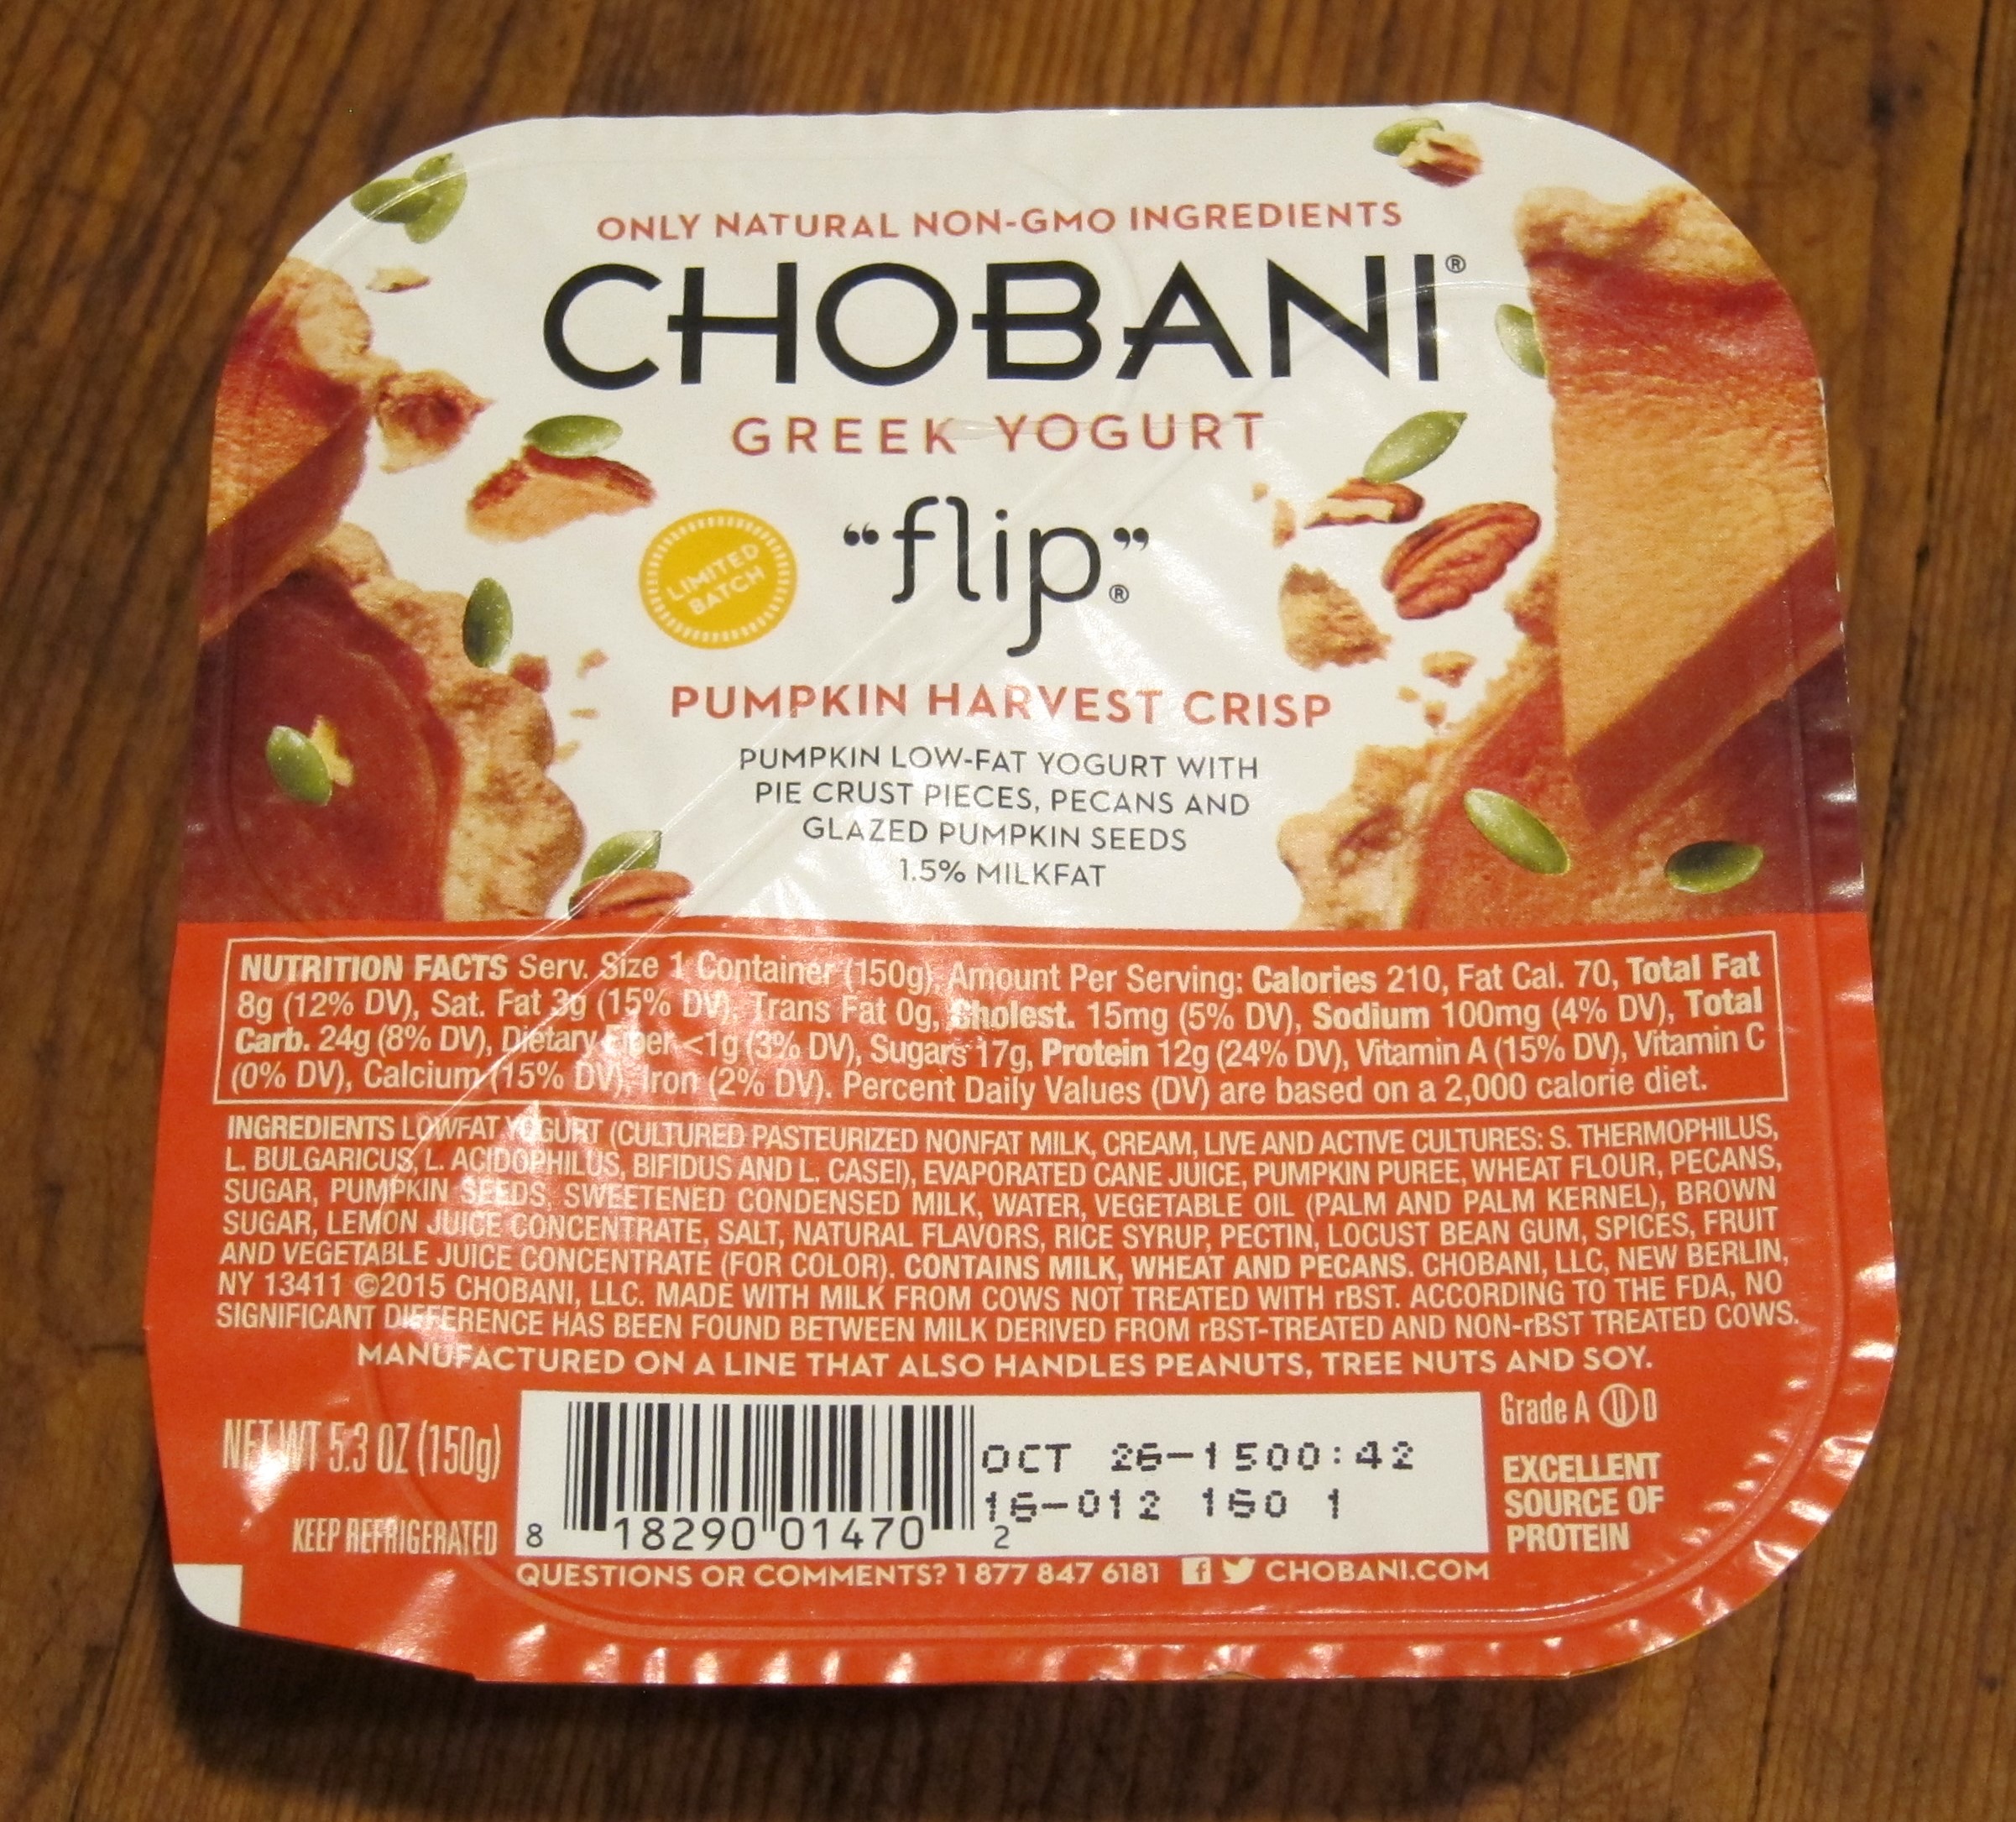 ONLY NATURAL NON-GMO INGREDIENTS
CHOBANI®
GREEK YOGURT
LIMITED
BATCH
"flip."®
PUMPKIN HARVEST CRISP
PUMPKIN LOW-FAT YOGURT WITH
PIE CRUST PIECES, PECANS AND
GLAZED PUMPKIN SEEDS
1.5% MILKFAT
NUTRITION FACTS Serv. Size 1 Container (150g), Amount Per Serving: Calories 210, Fat Cal. 70, Total Fat
8g (12% DV), Sat. Fat 3g (15% DV), Trans Fat 0g, Cholest. 15mg (5% DV), Sodium 100mg (4% DV), Total
Carb. 24g (8% DV), Dietary Fiber <1g (3% DV), Sugars 17g, Protein 12g (24% DV), Vitamin A (15% DV), Vitamin C
(0% DV), Calcium (15% DV), Iron (2% DV). Percent Daily Values (DV) are based on a 2,000 calorie diet.
INGREDIENTS LOWFAT YOGURT (CULTURED PASTEURIZED NONFAT MILK, CREAM, LIVE AND ACTIVE CULTURES: S. THERMOPHILUS,
L. BULGARICUS, L. ACIDOPHILUS, BIFIDUS AND L. CASEI), EVAPORATED CANE JUICE, PUMPKIN PUREE, WHEAT FLOUR, PECANS,
SUGAR, PUMPKIN SEEDS, SWEETENED CONDENSED MILK, WATER, VEGETABLE OIL (PALM AND PALM KERNEL), BROWN
SUGAR, LEMON JUICE CONCENTRATE, SALT, NATURAL FLAVORS, RICE SYRUP, PECTIN, LOCUST BEAN GUM, SPICES, FRUIT
AND VEGETABLE JUICE CONCENTRATE (FOR COLOR). CONTAINS MILK, WHEAT AND PECANS. CHOBANI, LLC, NEW BERLIN,
NY 13411 ©2015 CHOBANI, LLC. MADE WITH MILK FROM COWS NOT TREATED WITH rBST. ACCORDING TO THE FDA, NO
SIGNIFICANT DIFFERENCE HAS BEEN FOUND BETWEEN MILK DERIVED FROM rBST-TREATED AND NON-rBST TREATED COWS.
MANUFACTURED ON A LINE THAT ALSO HANDLES PEANUTS, TREE NUTS AND SOY.
NET WT 5.3 OZ (150g)
KEEP REFRIGERATED
8 18290 01470 2
OCT 26-1500:42
16-012 160 1
Grade A Ⓤ D
EXCELLENT
SOURCE OF
PROTEIN
QUESTIONS OR COMMENTS? 1 877 847 6181 f CHOBANI.COM